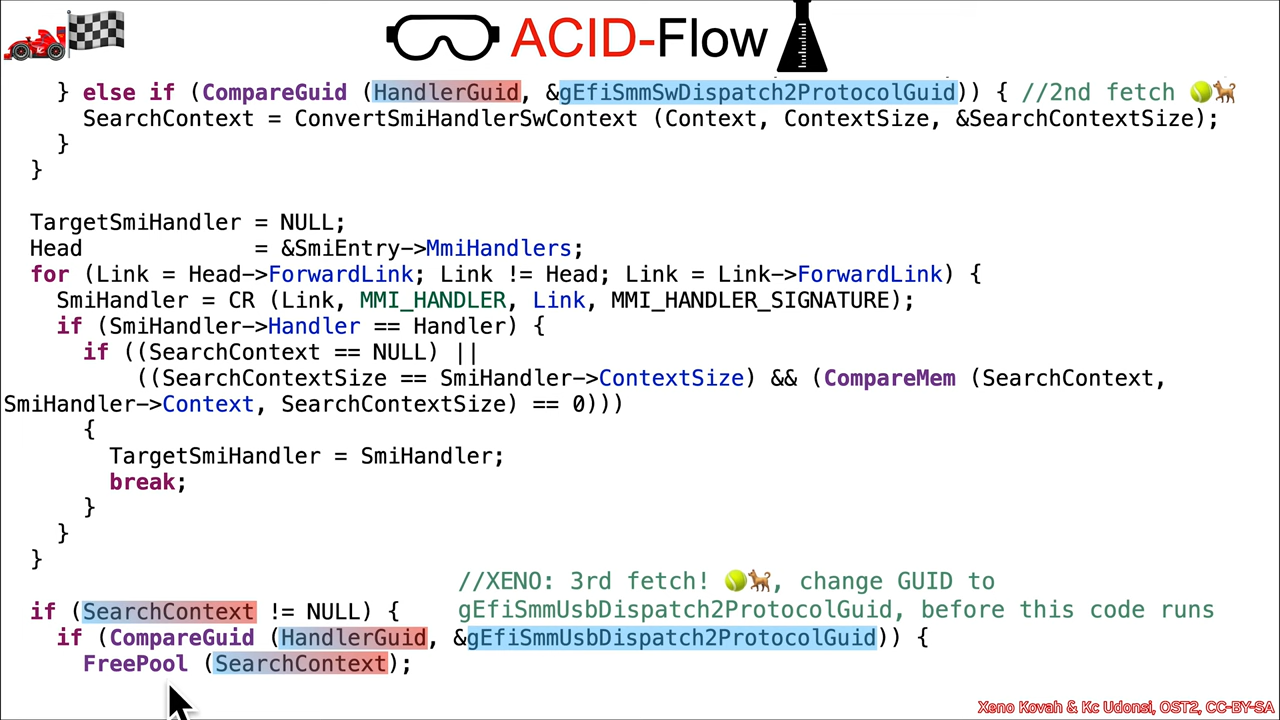 ACID-Flow
} else if (CompareGuid (HandlerGuid, &gEfiSmmSwDispatch2ProtocolGuid)) { //2nd fetch 🎾🐕
SearchContext = ConvertSmiHandlerSwContext (Context, ContextSize, &SearchContextSize);
}
}
TargetSmiHandler = NULL;
Head = &SmiEntry->MmiHandlers;
for (Link = Head->ForwardLink; Link != Head; Link = Link->ForwardLink) {
SmiHandler = CR (Link, MMI_HANDLER, Link, MMI_HANDLER_SIGNATURE);
if (SmiHandler->Handler == Handler) {
if ((SearchContext == NULL) ||
((SearchContextSize == SmiHandler->ContextSize) && (CompareMem (SearchContext,
SmiHandler->Context, SearchContextSize) == 0)))
{
TargetSmiHandler = SmiHandler;
break;
}
}
}
//XENO: 3rd fetch! 🎾🐕, change GUID to
gEfiSmmUsbDispatch2ProtocolGuid, before this code runs
if (SearchContext != NULL) {
if (CompareGuid (HandlerGuid, &gEfiSmmUsbDispatch2ProtocolGuid)) {
FreePool (SearchContext);
Xeno Kovah & Kc Udonsi, OST2, CC-BY-SA